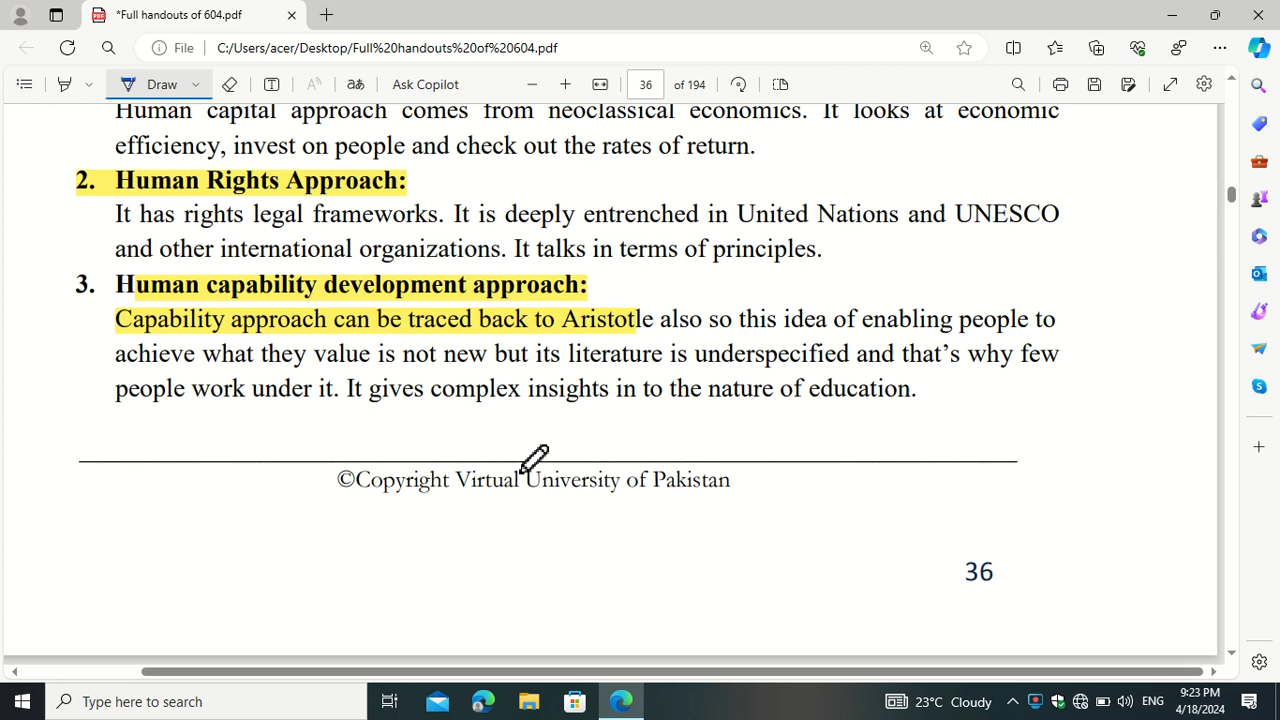 *Full handouts of 604.pdf
File
C:/Users/acer/Desktop/Full%20handouts%20of%20604.pdf
Draw
aあ
Ask Copilot
36
of 194
Human capital approach comes from neoclassical economics. It looks at economic
efficiency, invest on people and check out the rates of return.
2. Human Rights Approach:
It has rights legal frameworks. It is deeply entrenched in United Nations and UNESCO
and other international organizations. It talks in terms of principles.
3. Human capability development approach:
Capability approach can be traced back to Aristotle also so this idea of enabling people to
achieve what they value is not new but its literature is underspecified and that’s why few
people work under it. It gives complex insights in to the nature of education.
©Copyright Virtual University of Pakistan
36
Type here to search
23°C Cloudy
ENG
9:23 PM
4/18/2024